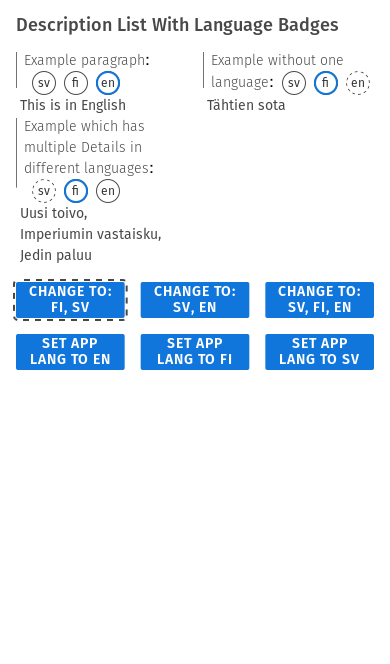 Description List With Language Badges
Example paragraph:
sv fi en
This is in English
Example without one
language: sv fi en
Tähtien sota
Example which has
multiple Details in
different languages:
sv fi en
Uusi toivo,
Imperiumin vastaisku,
Jedin paluu
CHANGE TO:
FI, SV
CHANGE TO:
SV, EN
CHANGE TO:
SV, FI, EN
SET APP
LANG TO EN
SET APP
LANG TO FI
SET APP
LANG TO SV